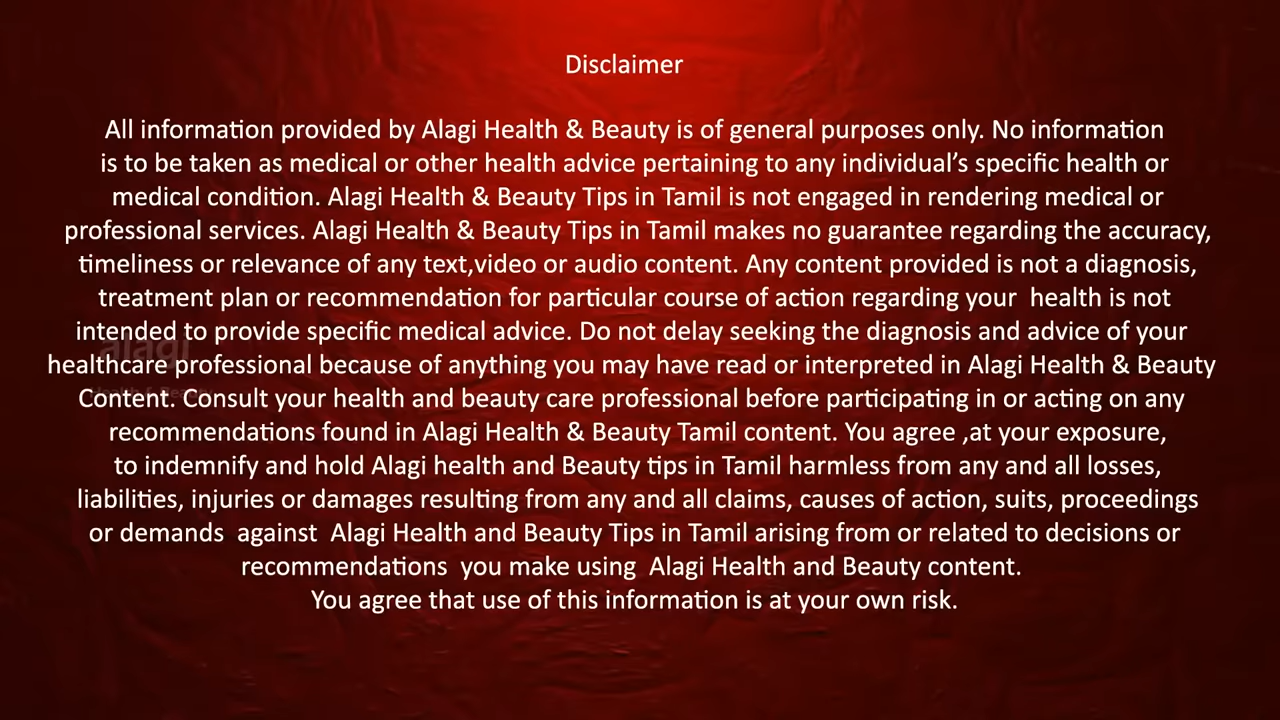 Disclaimer
All information provided by Alagi Health & Beauty is of general purposes only. No information
is to be taken as medical or other health advice pertaining to any individual’s specific health or
medical condition. Alagi Health & Beauty Tips in Tamil is not engaged in rendering medical or
professional services. Alagi Health & Beauty Tips in Tamil makes no guarantee regarding the accuracy,
timeliness or relevance of any text,video or audio content. Any content provided is not a diagnosis,
treatment plan or recommendation for particular course of action regarding your  health is not
intended to provide specific medical advice. Do not delay seeking the diagnosis and advice of your
alagi
healthcare professional because of anything you may have read or interpreted in Alagi Health & Beauty
Health & Beauty
Content. Consult your health and beauty care professional before participating in or acting on any
recommendations found in Alagi Health & Beauty Tamil content. You agree ,at your exposure,
to indemnify and hold Alagi health and Beauty tips in Tamil harmless from any and all losses,
liabilities, injuries or damages resulting from any and all claims, causes of action, suits, proceedings
or demands  against  Alagi Health and Beauty Tips in Tamil arising from or related to decisions or
recommendations  you make using  Alagi Health and Beauty content.
You agree that use of this information is at your own risk.